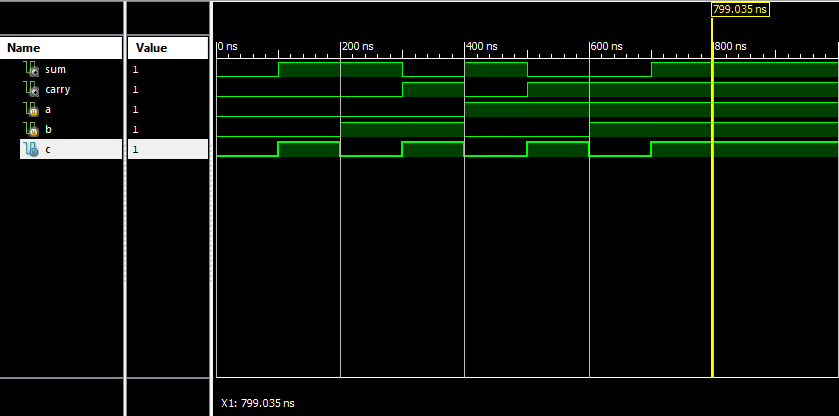 799.035 ns
Name Value 0 ns 200 ns 400 ns 600 ns 800 ns
sum 1
carry 1
a 1
b 1
c 1
X1: 799.035 ns